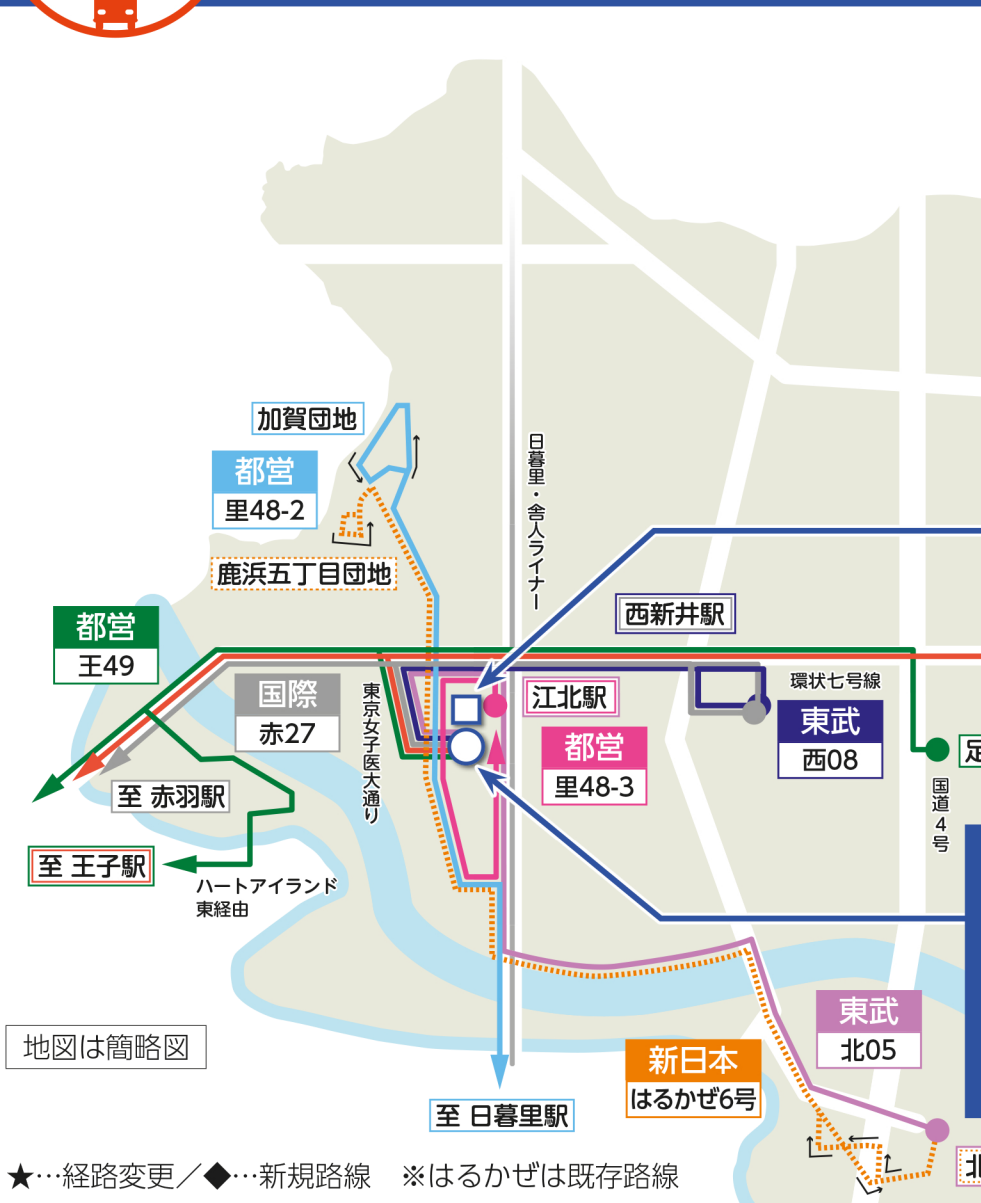 加賀団地
都営
里48-2
鹿浜五丁目団地
日暮里・舎人ライナー
西新井駅
都営
王49
国際
赤27
東京女子医大通り
江北駅
都営
里48-3
環状七号線
東武
西08
至 赤羽駅
足
国道4号
至 王子駅
ハートアイランド
東経由
地図は簡略図
東武
北05
新日本
はるかぜ6号
至 日暮里駅
北
★…経路変更／◆…新規路線　※はるかぜは既存路線